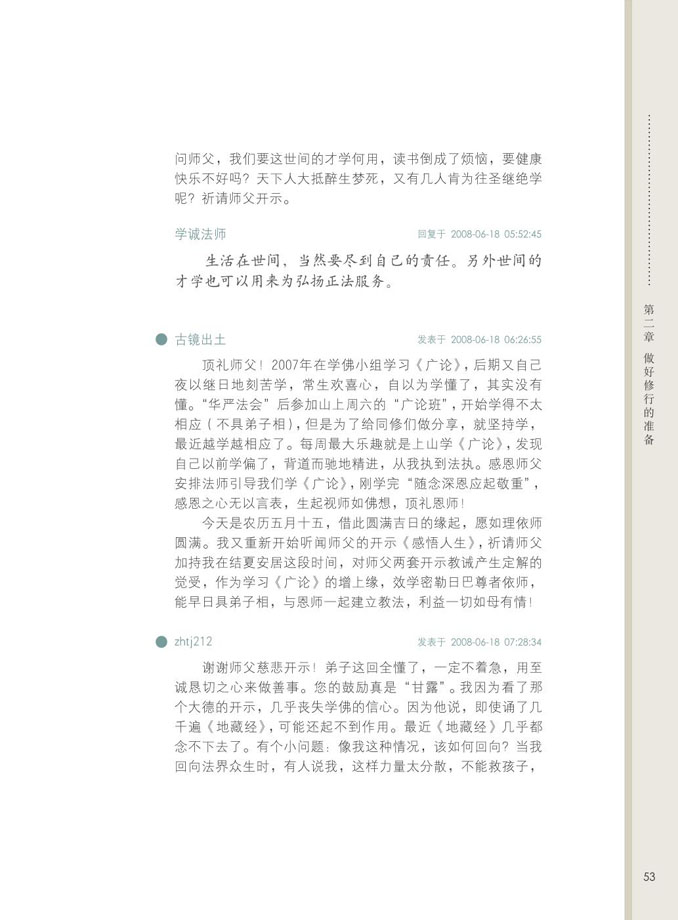 问师父，我们要这世间的才学何用，读书倒成了烦恼，要健康
快乐不好吗？天下人大抵醉生梦死，又有几人肯为往圣继绝学
呢？祈请师父开示。
学诚法师 回复于 2008-06-18 05:52:45
生活在世间，当然要尽到自己的责任。另外世间的
才学也可以用来为弘扬正法服务。
古镜出土 发表于 2008-06-18 06:26:55
顶礼师父！2007年在学佛小组学习《广论》，后期又自己
夜以继日地刻苦学，常生欢喜心，自以为学懂了，其实没有
懂。“华严法会”后参加山上周六的“广论班”，开始学得不太
相应（不具弟子相），但是为了给同修们做分享，就坚持学，
最近越学越相应了。每周最大乐趣就是上山学《广论》，发现
自己以前学偏了，背道而驰地精进，从我执到法执。感恩师父
安排法师引导我们学《广论》，刚学完“随念深恩应起敬重”，
感恩之心无以言表，生起视师如佛想，顶礼恩师！
今天是农历五月十五，借此圆满吉日的缘起，愿如理依师
圆满。我又重新开始听闻师父的开示《感悟人生》，祈请师父
加持我在结夏安居这段时间，对师父两套开示教诫产生定解的
觉受，作为学习《广论》的增上缘，效学密勒日巴尊者依师，
能早日具弟子相，与恩师一起建立教法，利益一切如母有情！
zhtj212 发表于 2008-06-18 07:28:34
谢谢师父慈悲开示！弟子这回全懂了，一定不着急，用至
诚恳切之心来做善事。您的鼓励真是“甘露”。我因为看了那
个大德的开示，几乎丧失学佛的信心。因为他说，即使诵了几
千遍《地藏经》，可能还起不到作用。最近《地藏经》几乎都
念不下去了。有个小问题：像我这种情况，该如何回向？当我
回向法界众生时，有人说我，这样力量太分散，不能救孩子，
第二章 做好修行的准备
53